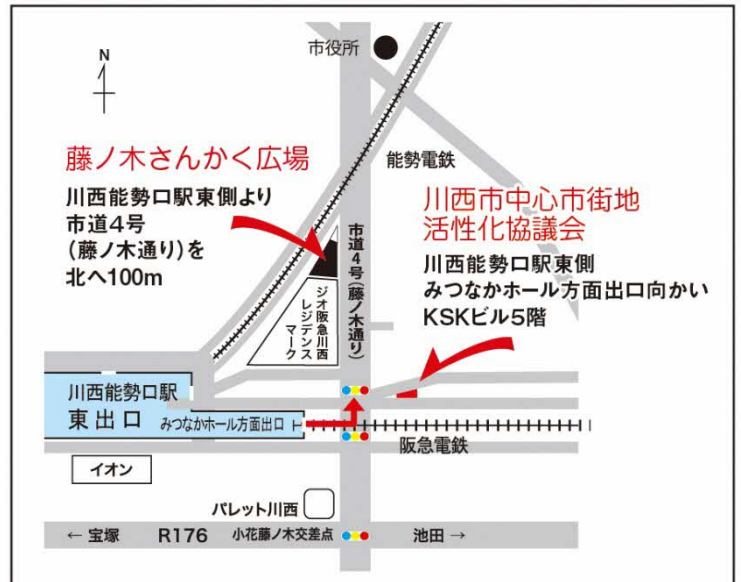 市役所
N
藤ノ木さんかく広場
川西能勢口駅東側より
市道4号
(藤ノ木通り)を
北へ100m
能勢電鉄
川西市中心市街地
活性化協議会
川西能勢口駅東側
みつなかホール方面出口向かい
KSKビル5階
市道4号(藤ノ木通り)
ジオ阪急川西
レジデンス
マーク
川西能勢口駅
東出口
みつなかホール方面出口
阪急電鉄
イオン
パレット川西
← 宝塚
R176
小花藤ノ木交差点
池田 →